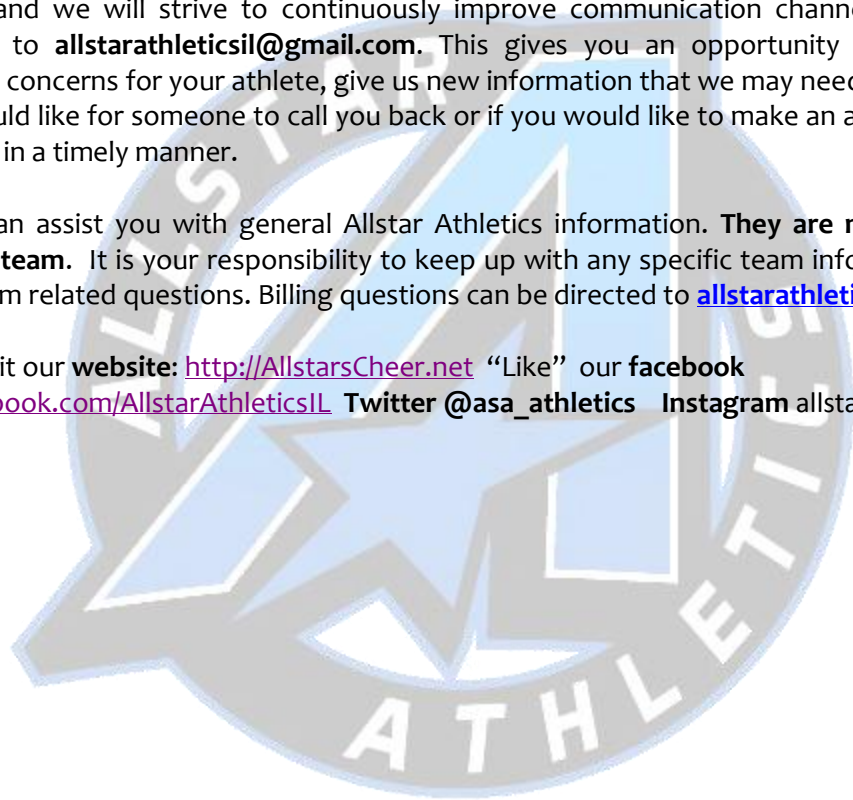 and we will strive to continuously improve communication chann
to allstarathleticsil@gmail.com. This gives you an opportunity
concerns for your athlete, give us new information that we may need
uld like for someone to call you back or if you would like to make an a
in a timely manner.
an assist you with general Allstar Athletics information. They are
team. It is your responsibility to keep up with any specific team info
m related questions. Billing questions can be directed to allstarathleti
it our website: http://AllstarsCheer.net “Like” our facebook
book.com/AllstarAthleticsIL Twitter @asa_athletics Instagram allsta
ALLSTAR
ATHLETICS